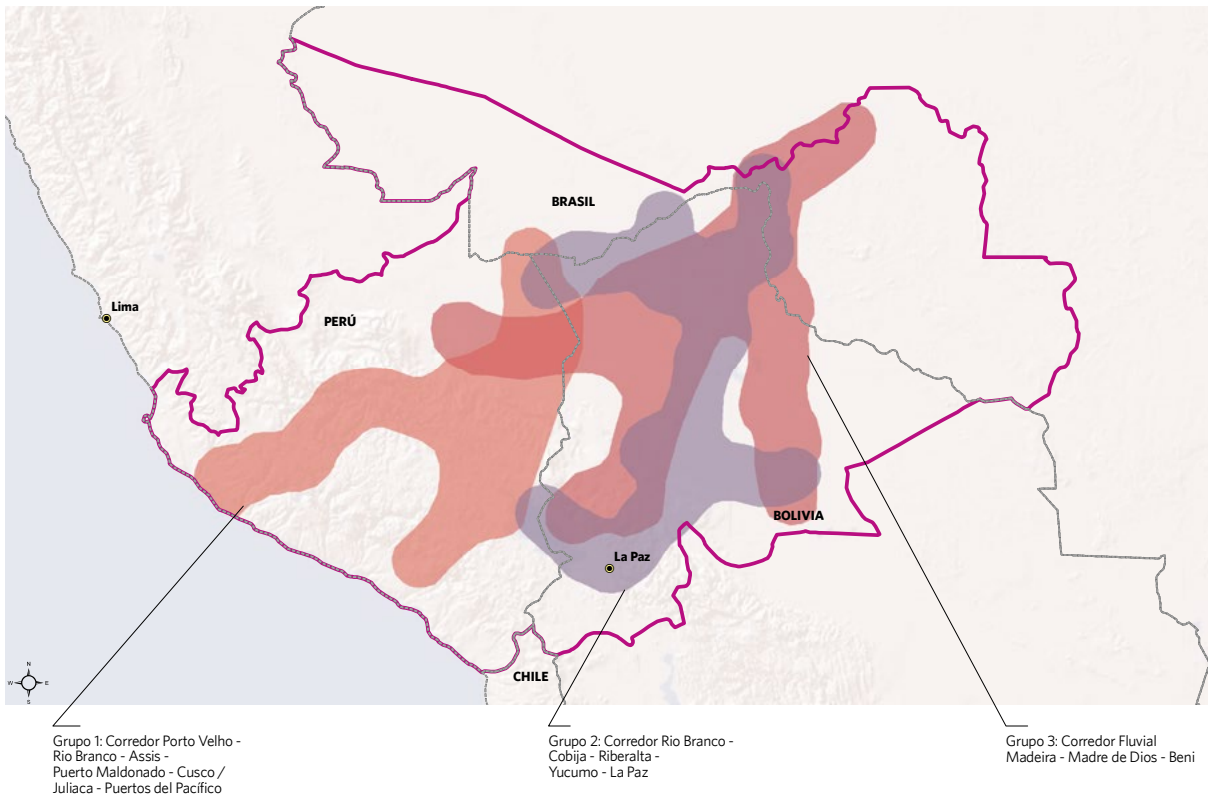 BRASIL
Lima
PERÚ
BOLIVIA
La Paz
CHILE
N
W E
S
Grupo 1: Corredor Porto Velho -
Rio Branco - Assis -
Puerto Maldonado - Cusco /
Juliaca - Puertos del Pacífico
Grupo 2: Corredor Rio Branco -
Cobija - Riberalta -
Yucumo - La Paz
Grupo 3: Corredor Fluvial
Madeira - Madre de Dios - Beni